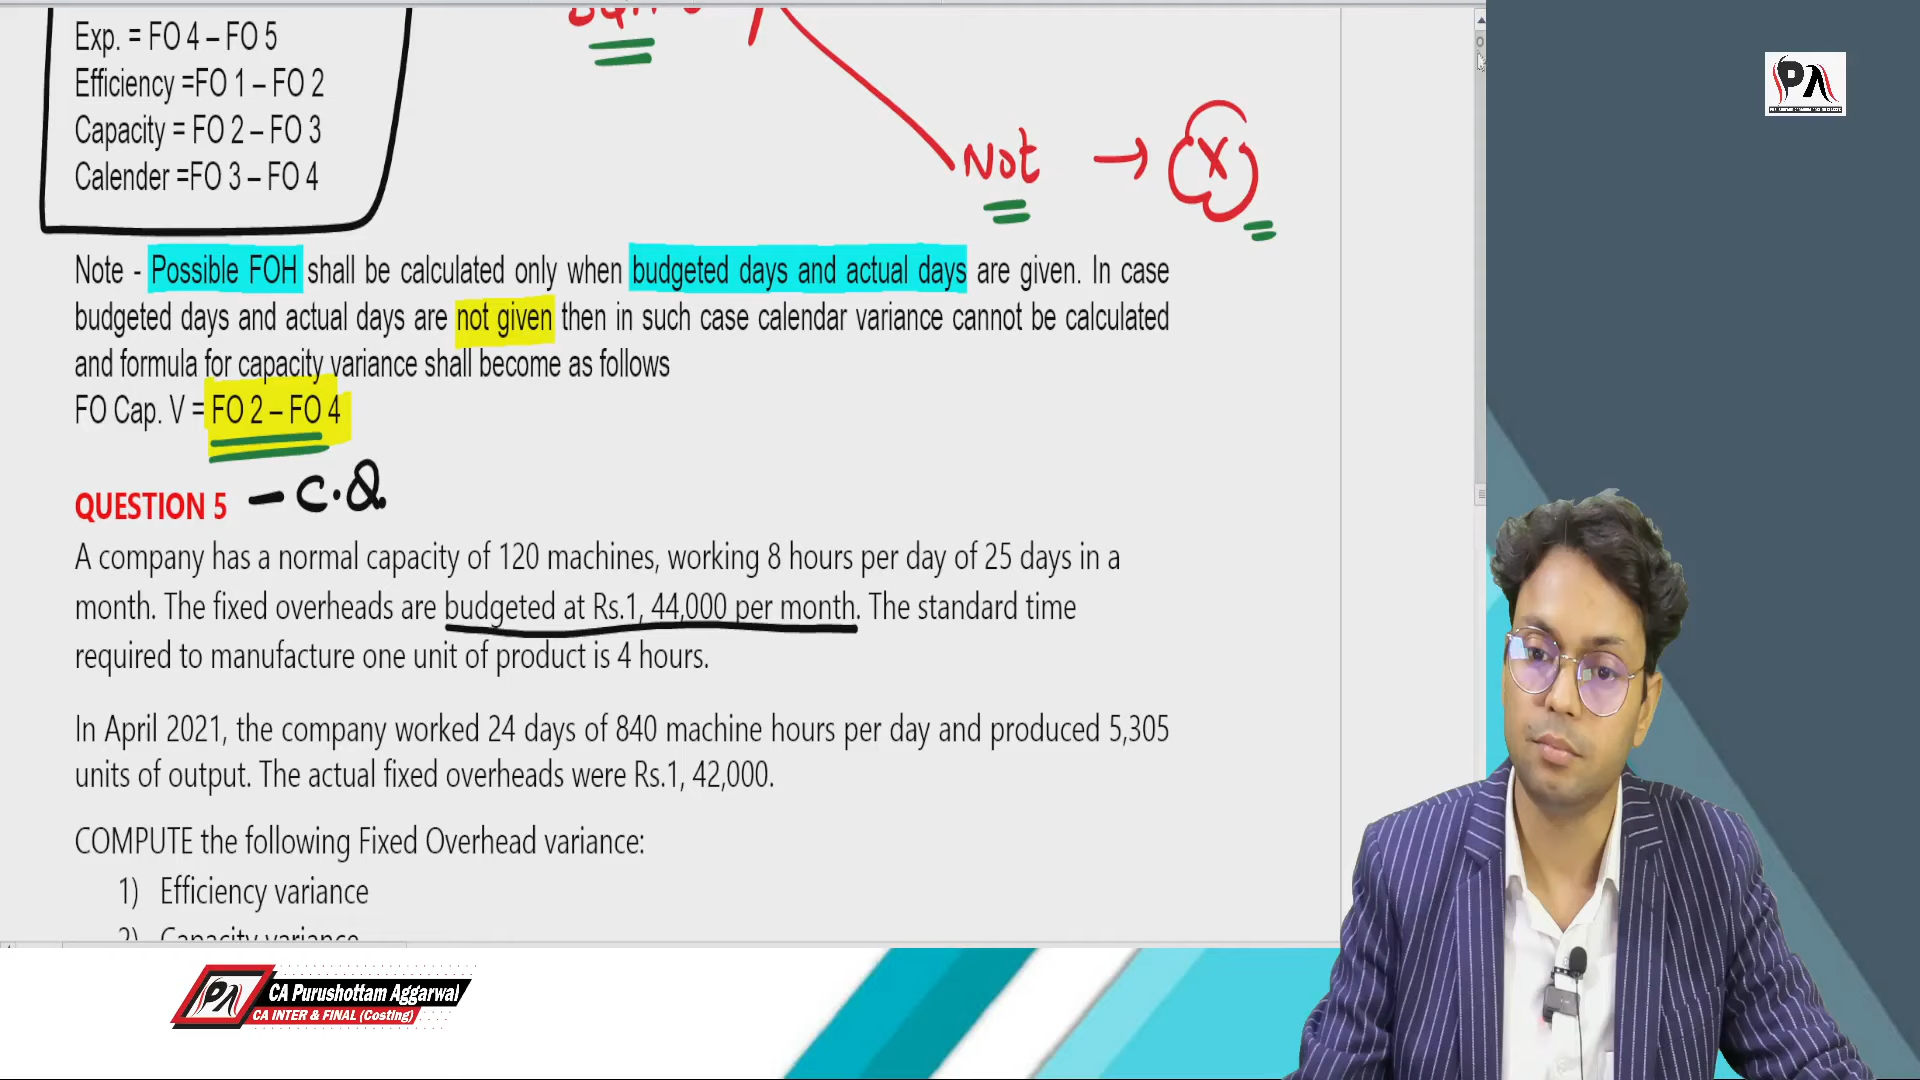 Exp. = FO 4 – FO 5
Efficiency =FO 1 – FO 2
Capacity = FO 2 – FO 3
Calender =FO 3 – FO 4
Not → X
Note - Possible FOH shall be calculated only when budgeted days and actual days are given. In case
budgeted days and actual days are not given then in such case calendar variance cannot be calculated
and formula for capacity variance shall become as follows
FO Cap. V = FO 2 – FO 4
QUESTION 5 – C.Q.
A company has a normal capacity of 120 machines, working 8 hours per day of 25 days in a
month. The fixed overheads are budgeted at Rs.1, 44,000 per month. The standard time
required to manufacture one unit of product is 4 hours.
In April 2021, the company worked 24 days of 840 machine hours per day and produced 5,305
units of output. The actual fixed overheads were Rs.1, 42,000.
COMPUTE the following Fixed Overhead variance:
1) Efficiency variance
2) Capacity variance
PA
PA
CA Purushottam Aggarwal
CA INTER & FINAL (Costing)